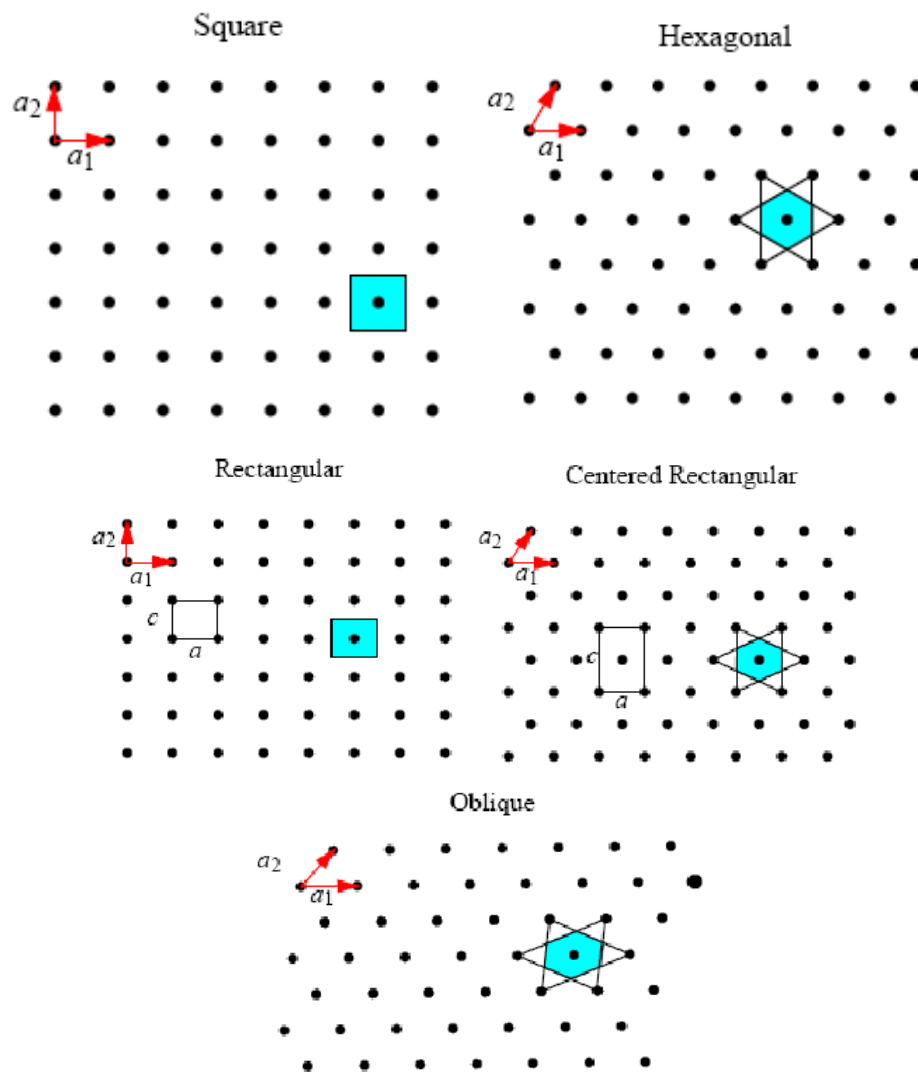 Square
Hexagonal
a2
a1
a2
a1
Rectangular
Centered Rectangular
a2
a1
c
a
a2
a1
c
a
Oblique
a2
a1